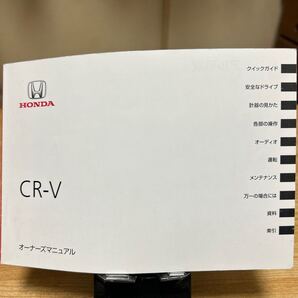 HONDA
CR-V
オーナーズマニュアル
クイックガイド
安全なドライブ
計器の見かた
各部の操作
オーディオ
運転
メンテナンス
万一の場合には
資料
索引